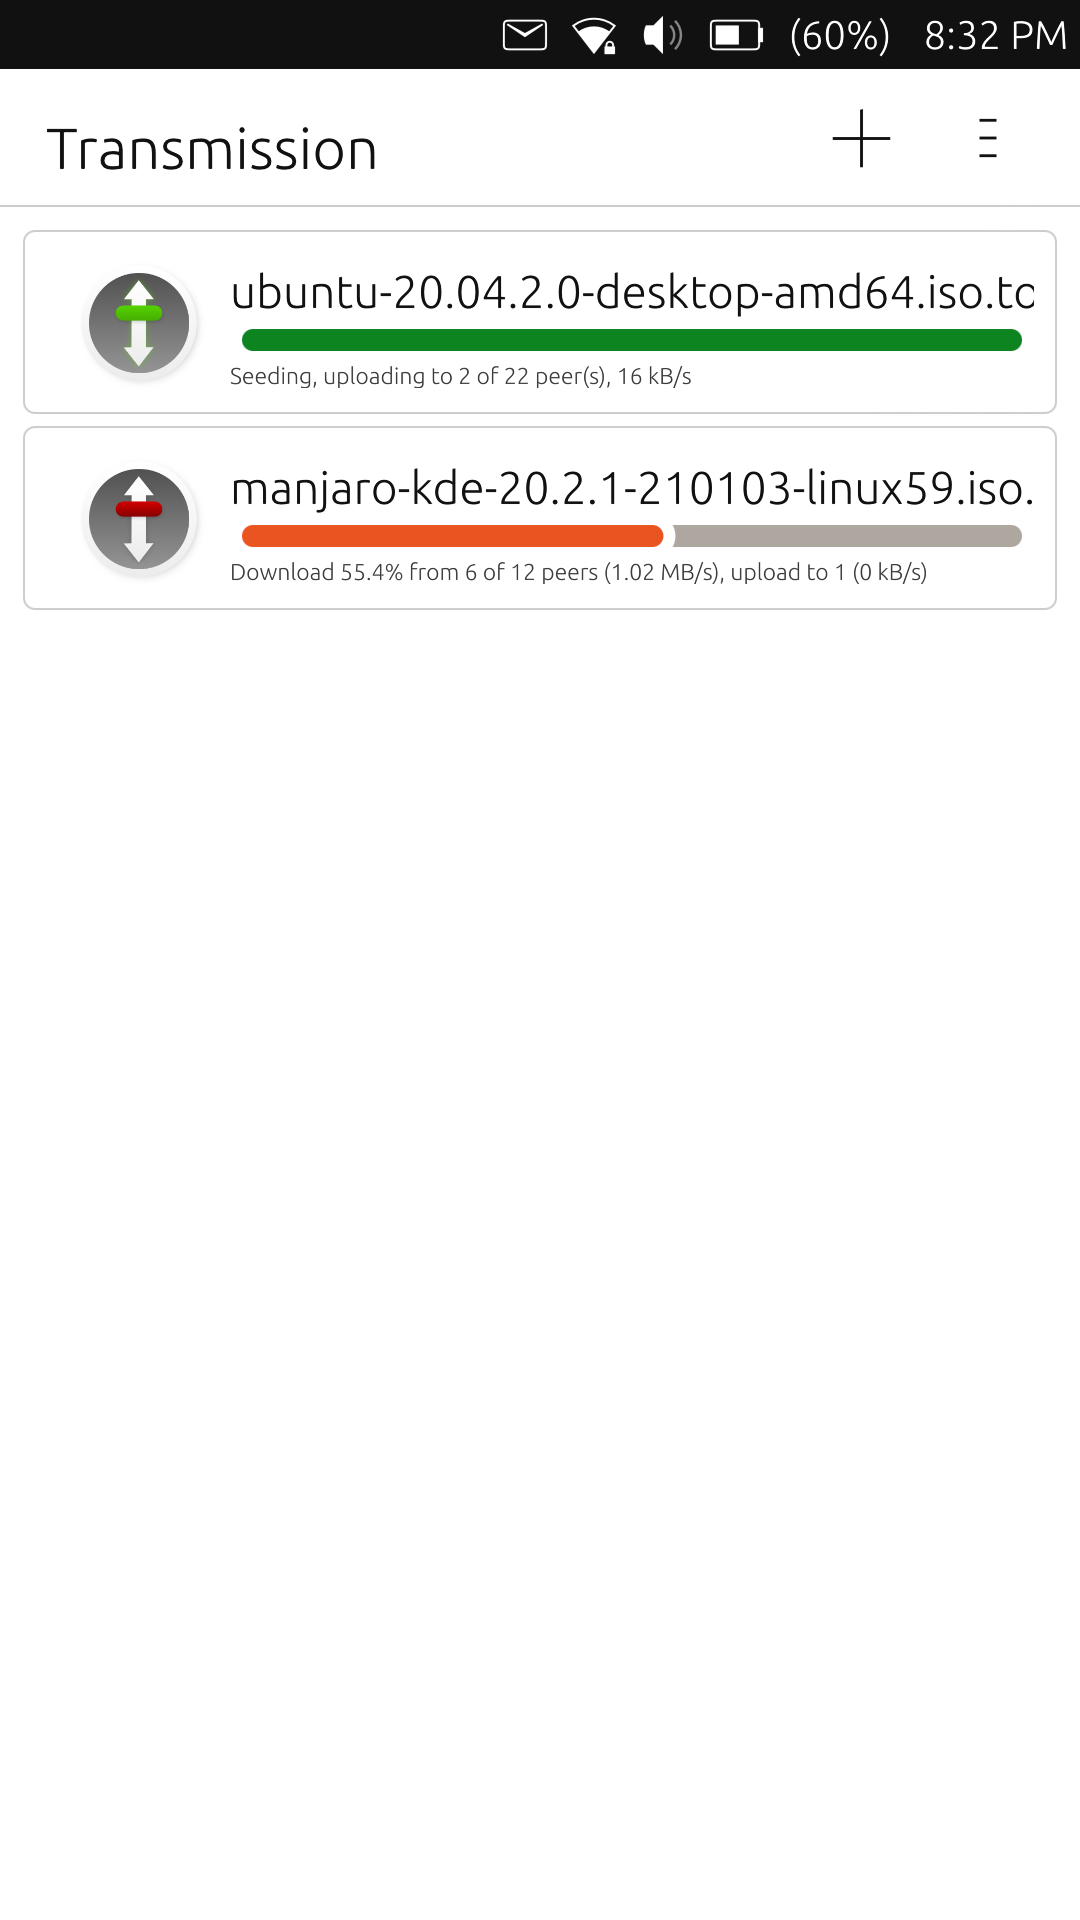 (60%) 8:32 PM
Transmission
ubuntu-20.04.2.0-desktop-amd64.iso.to
Seeding, uploading to 2 of 22 peer(s), 16 kB/s
manjaro-kde-20.2.1-210103-linux59.iso.
Download 55.4% from 6 of 12 peers (1.02 MB/s), upload to 1 (0 kB/s)